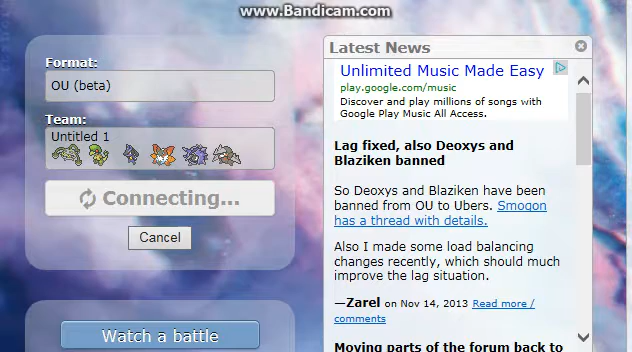 www.Bandicam.com
Format:
OU (beta)
Team:
Untitled 1
Connecting...
Cancel
Watch a battle
Latest News
Unlimited Music Made Easy
play.google.com/music
Discover and play millions of songs with
Google Play Music All Access.
Lag fixed, also Deoxys and
Blaziken banned
So Deoxys and Blaziken have been
banned from OU to Ubers. Smogon
has a thread with details.
Also I made some load balancing
changes recently, which should much
improve the lag situation.
—Zarel on Nov 14, 2013 Read more /
comments
Moving parts of the forum back to